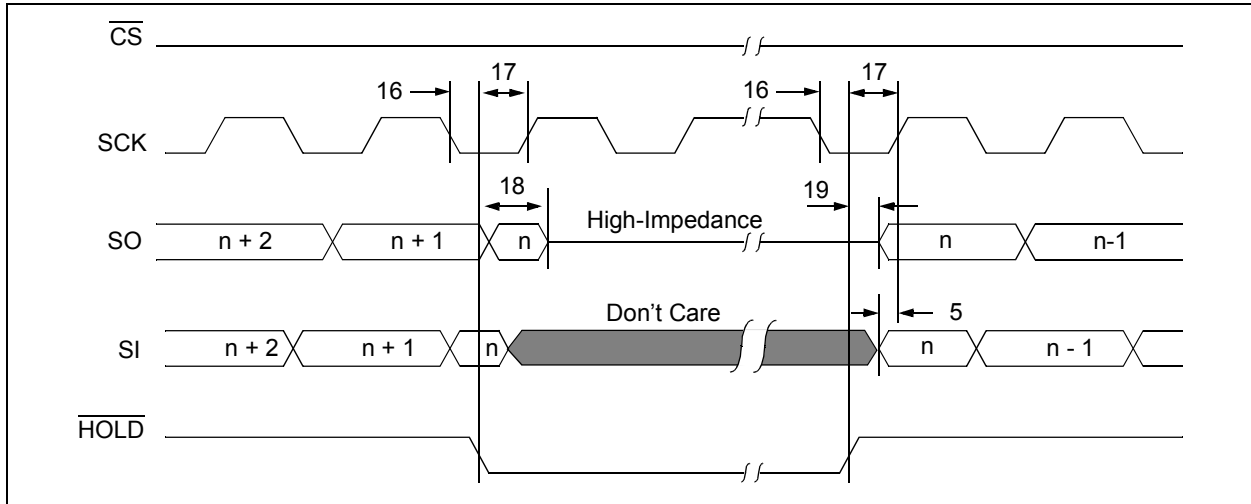 CS
17 17
16 16
SCK
18 19
High-Impedance
SO n + 2 n + 1 n n n-1
Don't Care 5
SI n + 2 n + 1 n n n - 1
HOLD